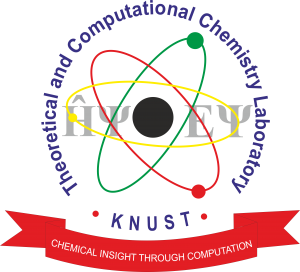 Theoretical and Computational Chemistry Laboratory
ĤΨ EΨ
• KNUST •
CHEMICAL INSIGHT THROUGH COMPUTATION